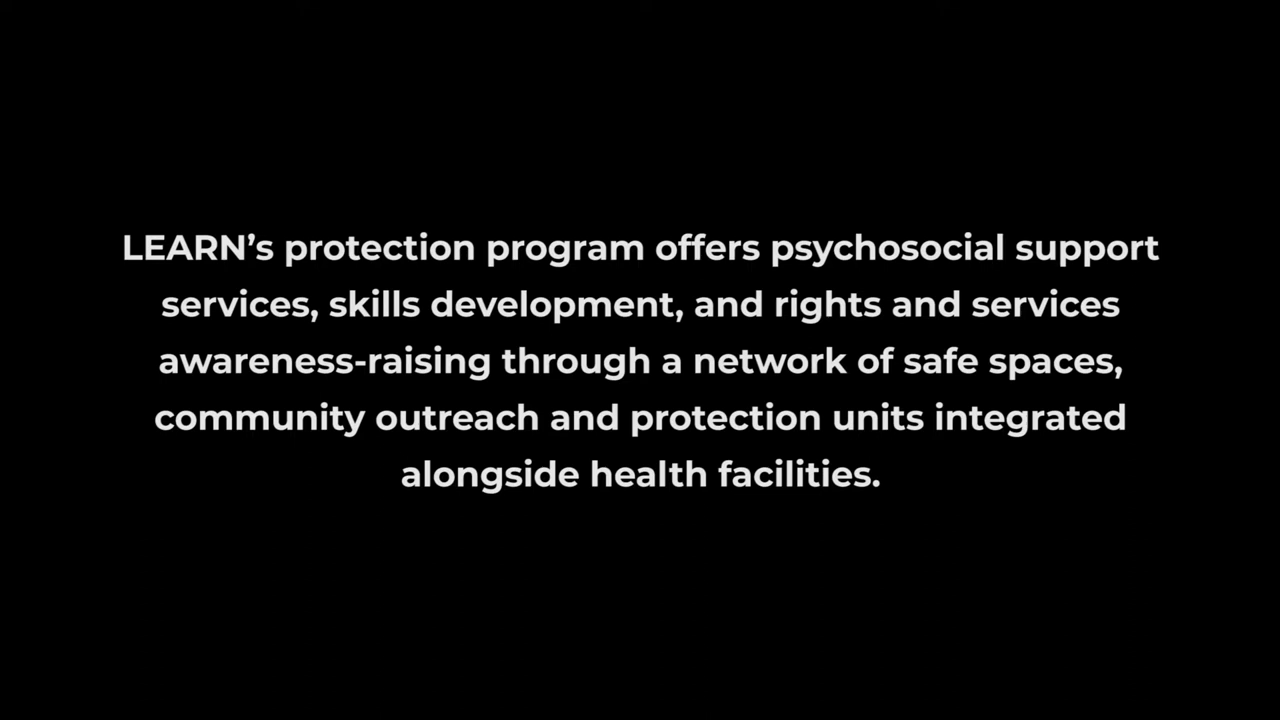 LEARN’s protection program offers psychosocial support
services, skills development, and rights and services
awareness-raising through a network of safe spaces,
community outreach and protection units integrated
alongside health facilities.